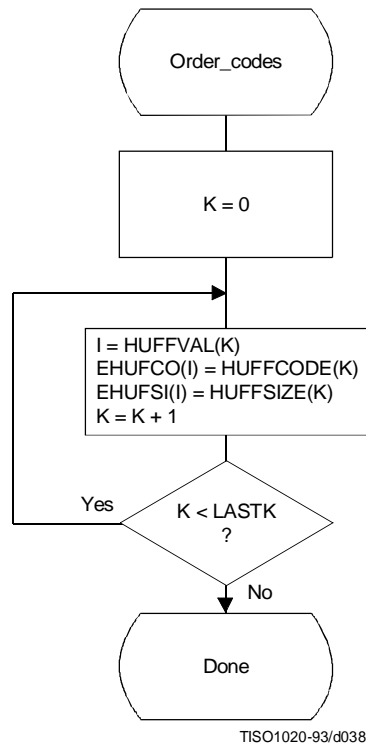 Order_codes
K = 0
I = HUFFVAL(K)
EHUFCO(I) = HUFFCODE(K)
EHUFSI(I) = HUFFSIZE(K)
K = K + 1
Yes
K < LASTK
?
No
Done
TISO1020-93/d038